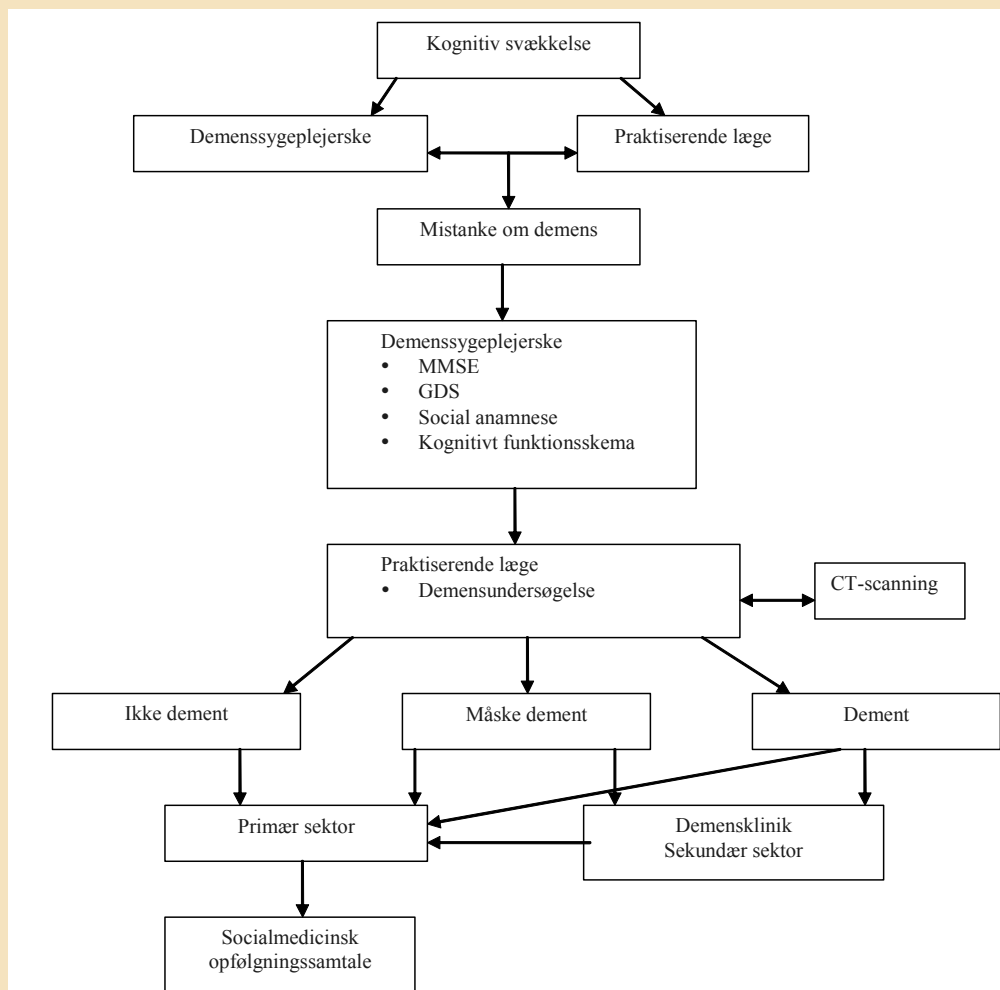 Kognitiv svækkelse
Demenssygeplejerske
Praktiserende læge
Mistanke om demens
Demenssygeplejerske
• MMSE
• GDS
• Social anamnese
• Kognitivt funktionsskema
Praktiserende læge
• Demensundersøgelse
CT-scanning
Ikke dement
Måske dement
Dement
Primær sektor
Demensklinik
Sekundær sektor
Socialmedicinsk
opfølgningssamtale